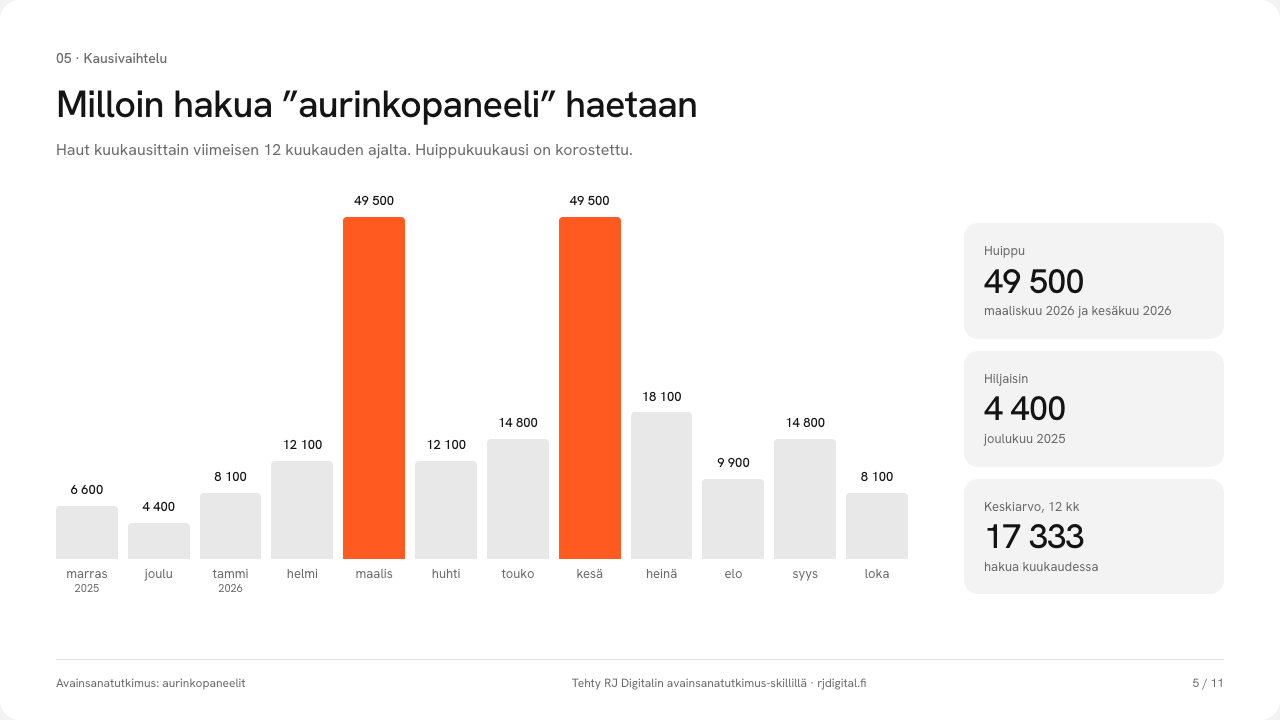 05 · Kausivaihtelu
Milloin hakua ”aurinkopaneeli” haetaan
Haut kuukausittain viimeisen 12 kuukauden ajalta. Huippukuukausi on korostettu.
6 600
4 400
8 100
12 100
49 500
12 100
14 800
49 500
18 100
9 900
14 800
8 100
marras
2025
joulu
tammi
2026
helmi
maalis
huhti
touko
kesä
heinä
elo
syys
loka
Huippu
49 500
maaliskuu 2026 ja kesäkuu 2026
Hiljaisin
4 400
joulukuu 2025
Keskiarvo, 12 kk
17 333
hakua kuukaudessa
Avainsanatutkimus: aurinkopaneelit
Tehty RJ Digitalin avainsanatutkimus-skillillä · rjdigital.fi
5 / 11